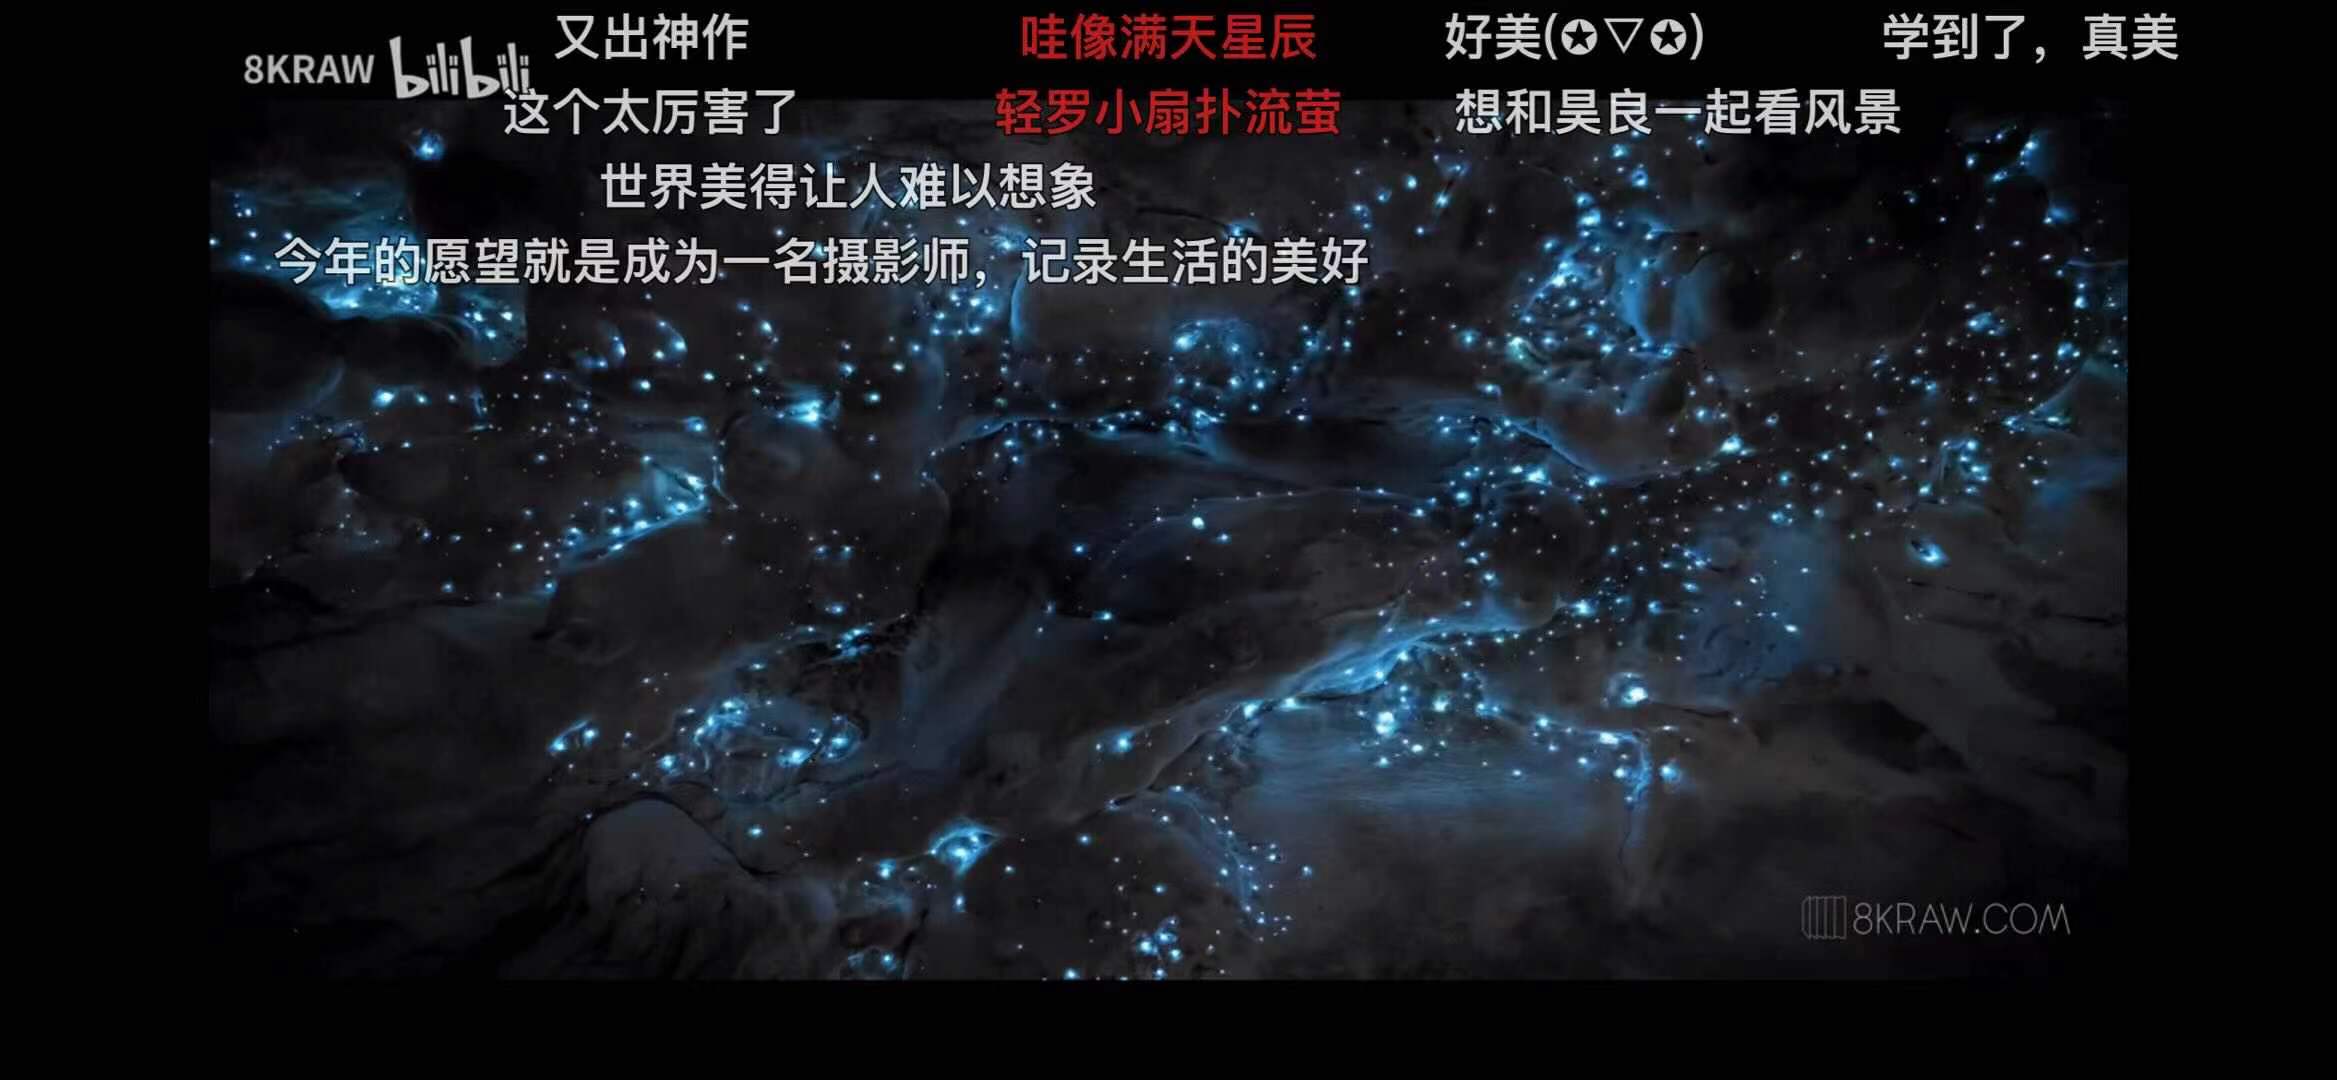 8KRAW bilibili
又出神作
哇像满天星辰
好美(✪▽✪)
学到了，真美
这个太厉害了
轻罗小扇扑流萤
想和昊良一起看风景
世界美得让人难以想象
今年的愿望就是成为一名摄影师，记录生活的美好
8KRAW.COM